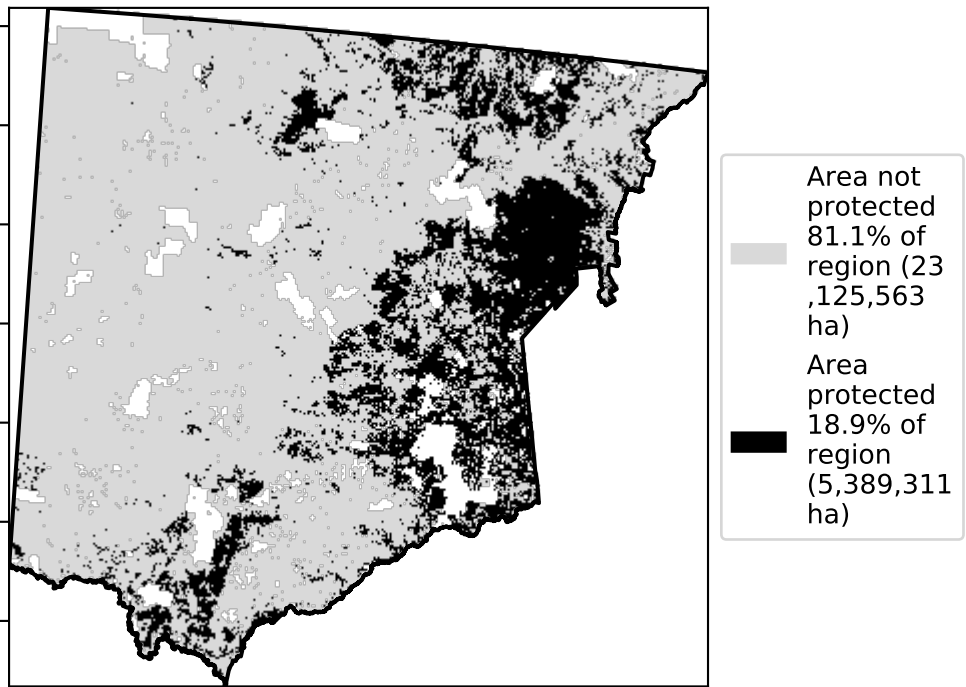 Area not
protected
81.1% of
region (23
,125,563
ha)
Area
protected
18.9% of
region
(5,389,311
ha)